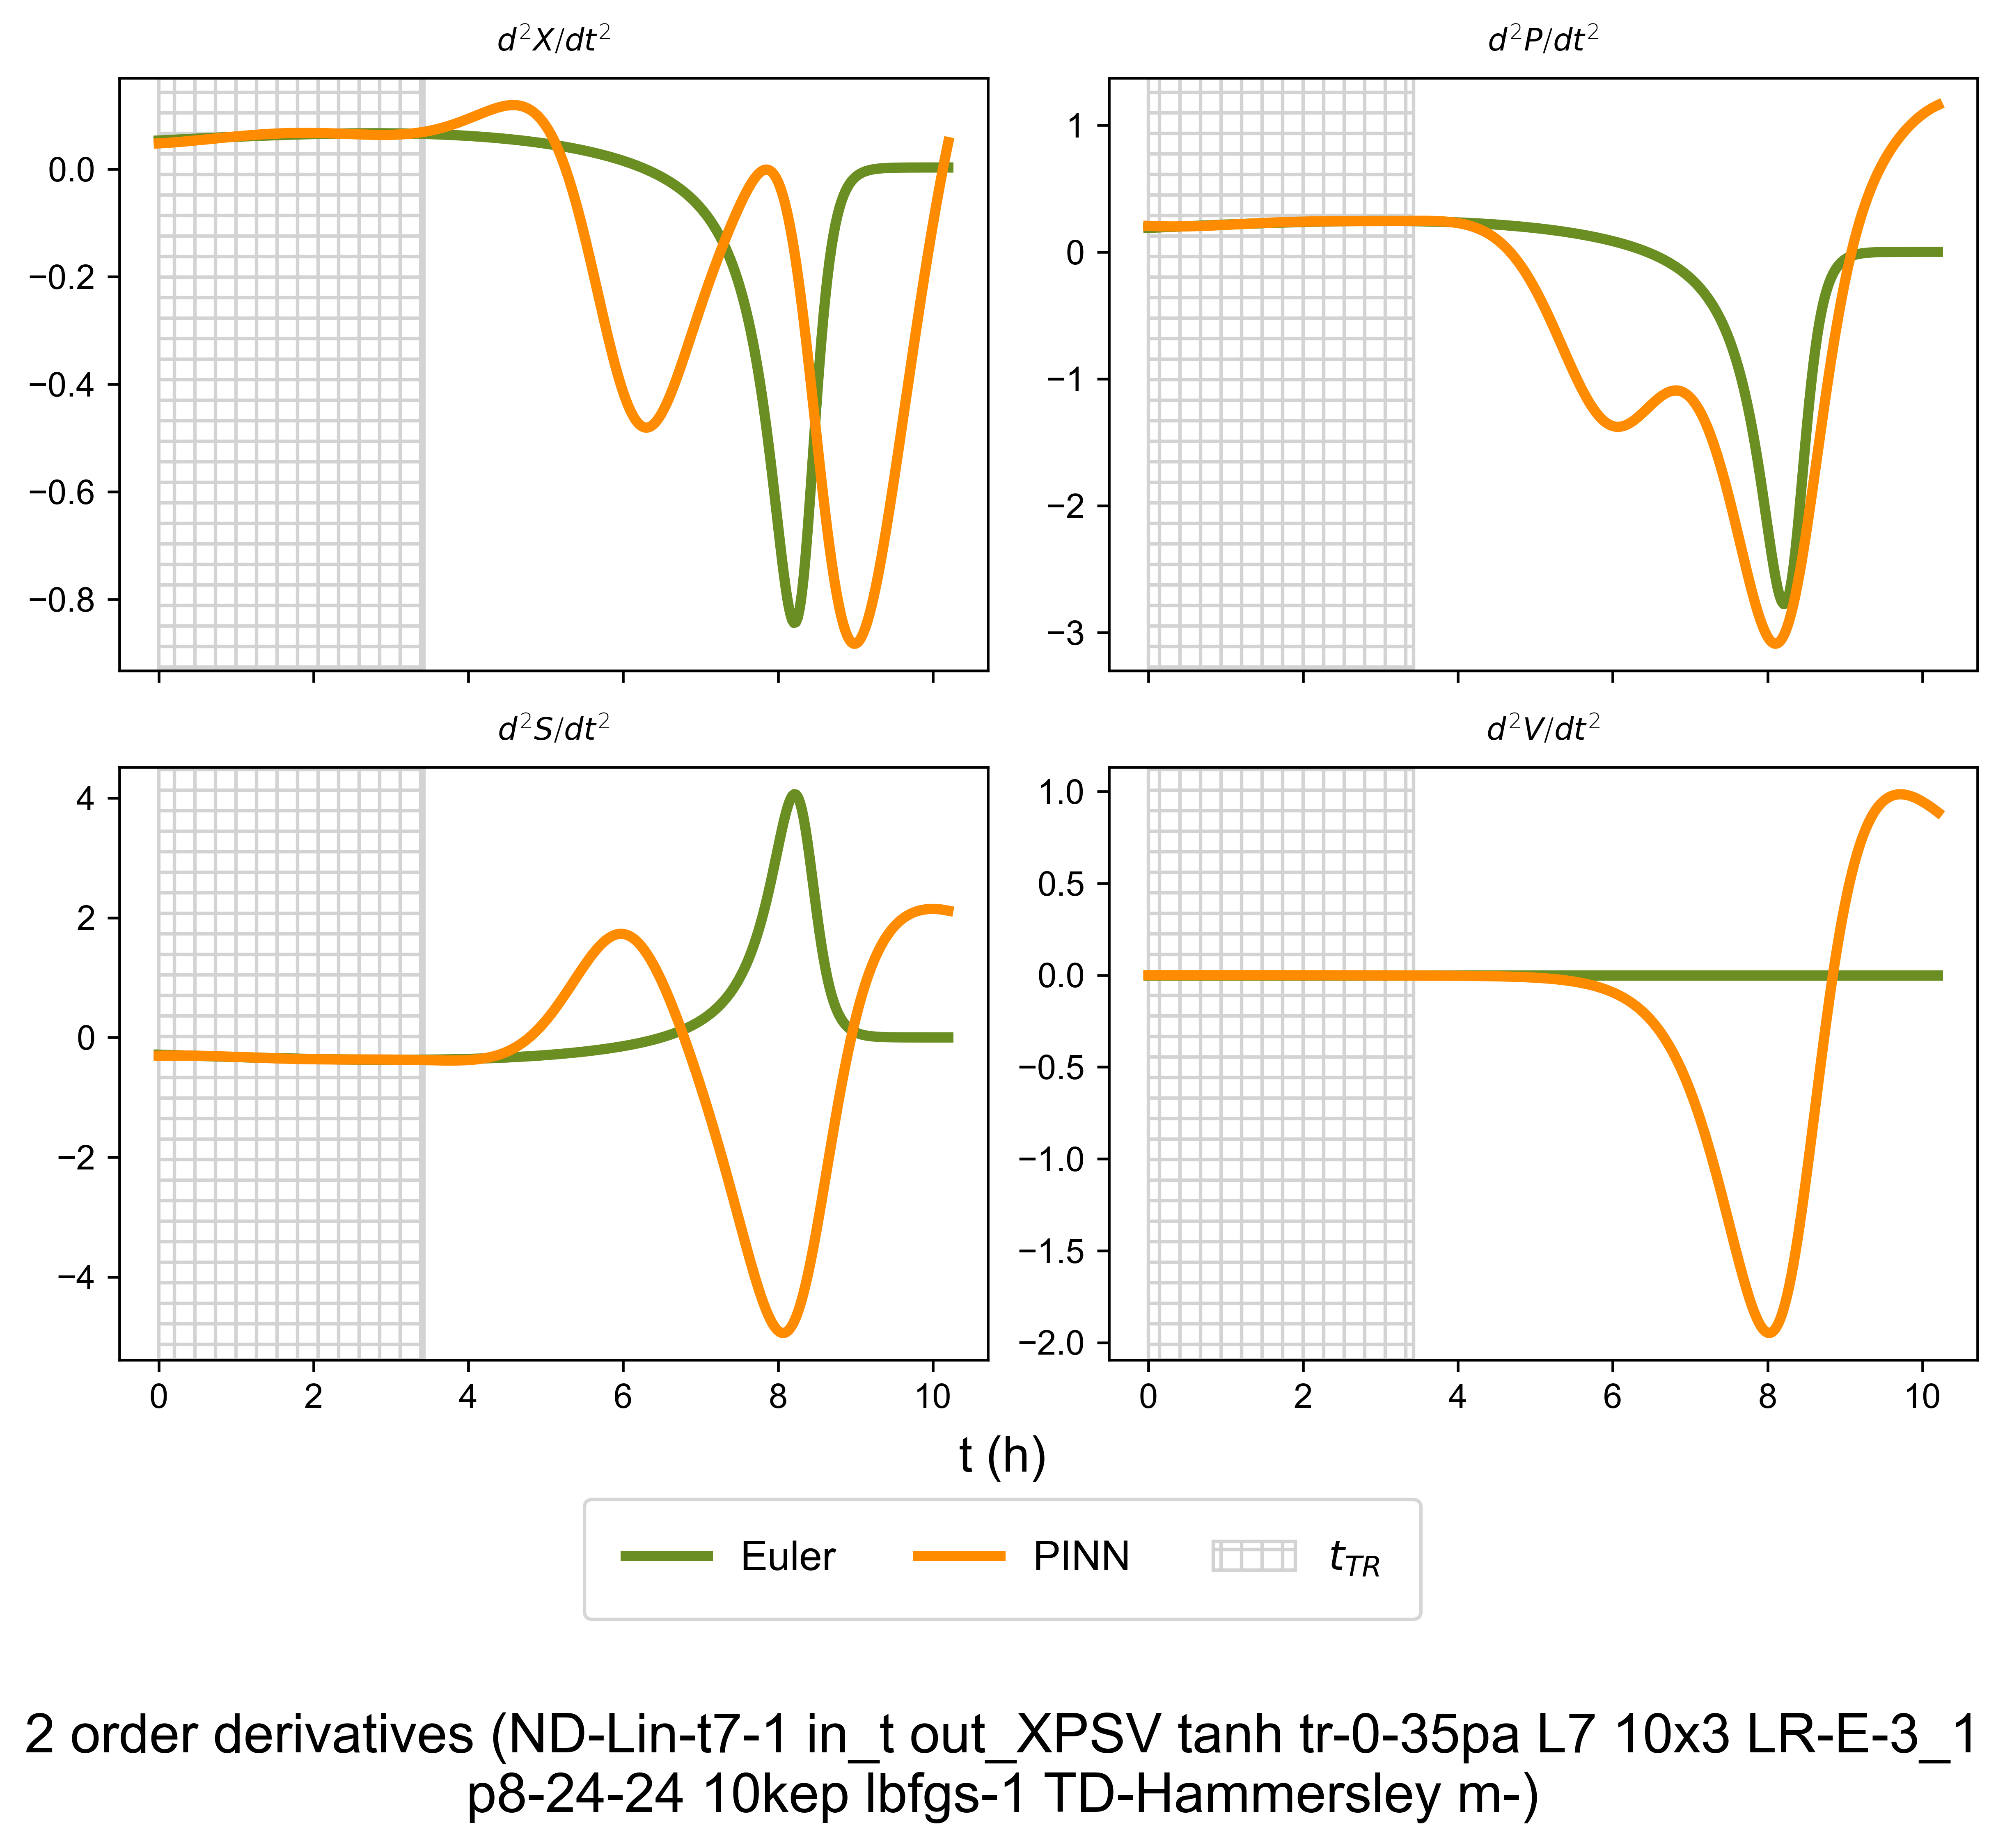 d²X/dt²
d²P/dt²
0.0
−0.2
−0.4
−0.6
−0.8
1
0
−1
−2
−3
d²S/dt²
d²V/dt²
4
2
0
−2
−4
1.0
0.5
0.0
−0.5
−1.0
−1.5
−2.0
0 2 4 6 8 10
0 2 4 6 8 10
t (h)
Euler PINN t_TR
2 order derivatives (ND-Lin-t7-1 in_t out_XPSV tanh tr-0-35pa L7 10x3 LR-E-3_1
p8-24-24 10kep lbfgs-1 TD-Hammersley m-)